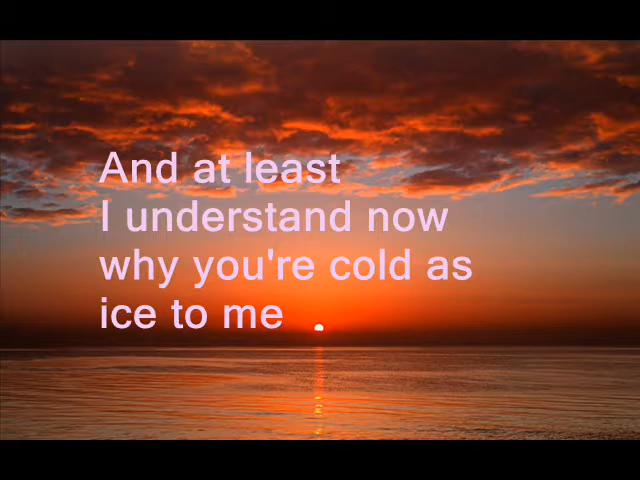 And at least
I understand now
why you're cold as
ice to me